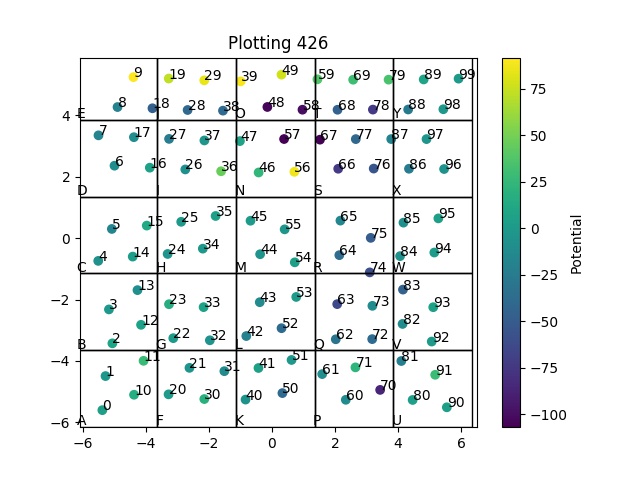 Plotting 426
9 19 29 39 49 59 69 79 89 99
8 18 28 38 48 58 68 78 88 98
E O T Y
7 17 27 37 47 57 67 77 87 97
6 16 26 36 46 56 66 76 86 96
D I N S X
5 15 25 35 45 55 65 75 85 95
4 14 24 34 44 54 64 74 84 94
C H M R W
3 13 23 33 43 53 63 73 83 93
2 12 22 32 42 52 62 72 82 92
B G L Q V
1 11 21 31 41 51 61 71 81 91
0 10 20 30 40 50 60 70 80 90
A F K P U
4
2
0
−2
−4
−6
−6 −4 −2 0 2 4 6
75
50
25
0
−25
−50
−75
−100
Potential